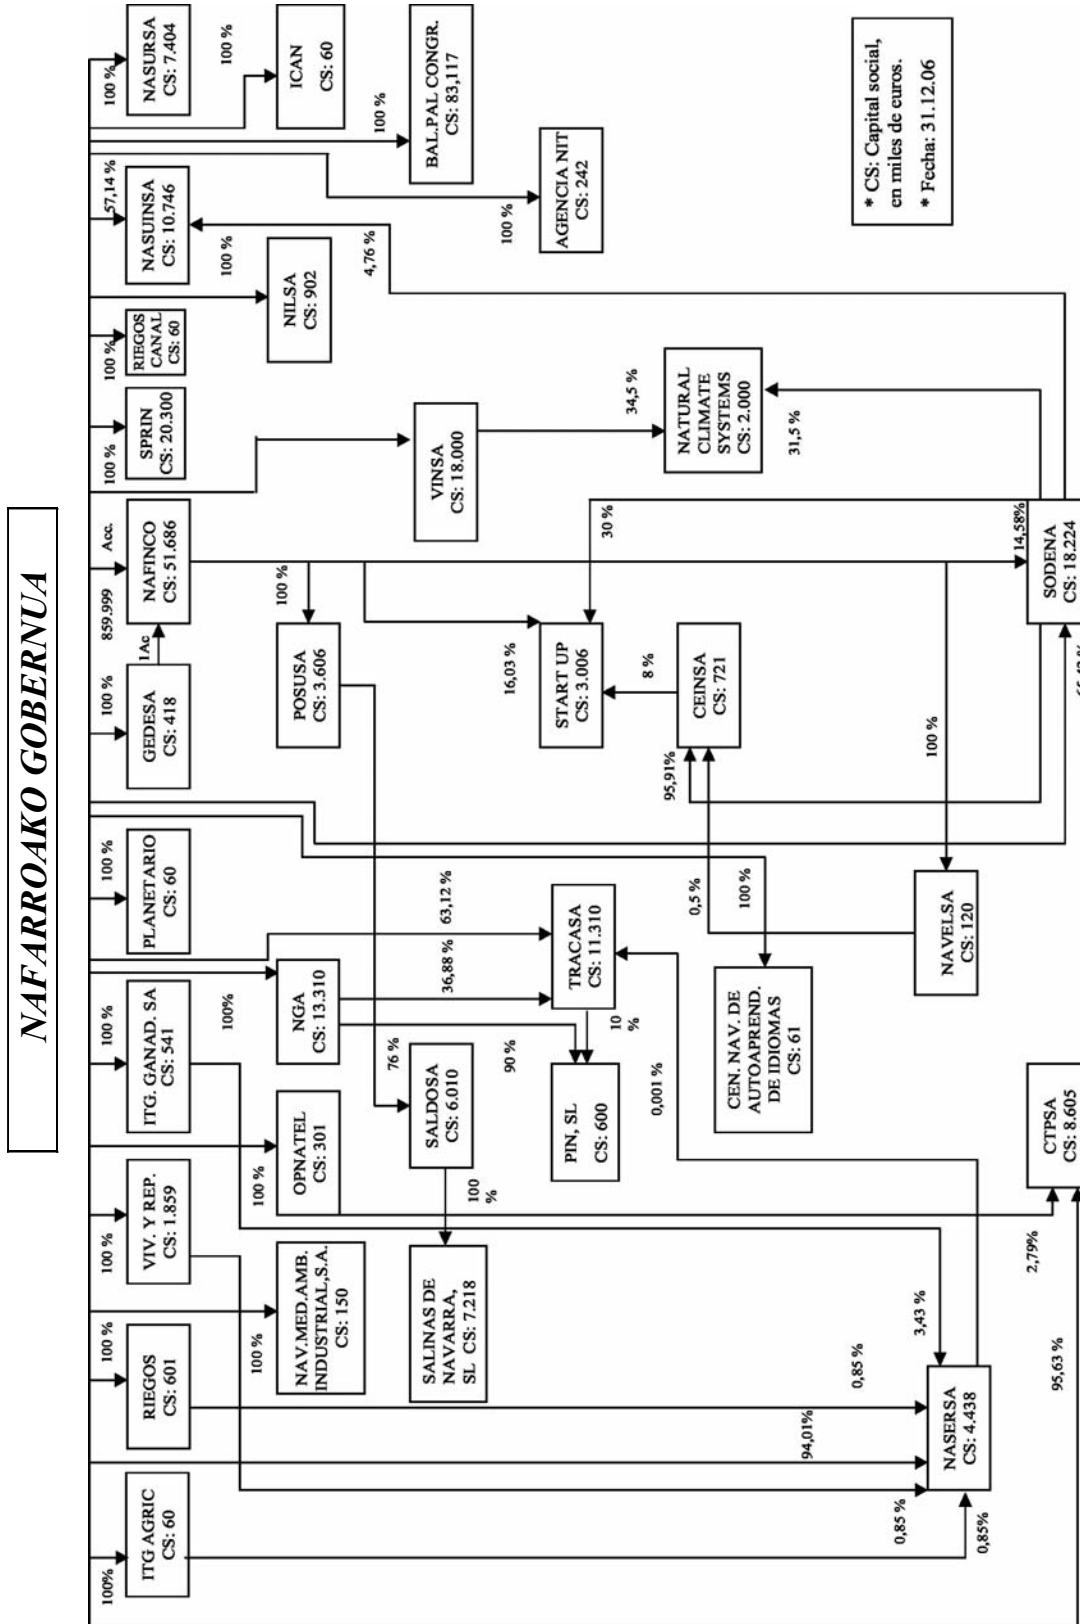 NAFARROAKO GOBERNUA
100%
ITG AGRIC
CS: 60
100 %
RIEGOS
CS: 601
100 %
VIV. Y REP.
CS: 1.859
100 %
ITG. GANAD. SA
CS: 541
100 %
PLANETARIO
CS: 60
100 %
GEDESA
CS: 418
1Ac
859.999
Acc.
NAFINCO
CS: 51.686
100 %
SPRIN
CS: 20.300
100 %
RIEGOS
CANAL
CS: 60
57,14 %
NASUINSA
CS: 10.746
100 %
NASURSA
CS: 7.404
100 %
NAV.MED.AMB.
INDUSTRIAL,S.A.
CS: 150
100 %
OPNATEL
CS: 301
100%
NGA
CS: 13.310
100 %
POSUSA
CS: 3.606
100 %
NILSA
CS: 902
100 %
ICAN
CS: 60
SALINAS DE
NAVARRA,
SL CS: 7.218
100
%
76 %
SALDOSA
CS: 6.010
36,88 %
63,12 %
VINSA
CS: 18.000
4,76 %
100 %
BAL.PAL CONGR.
CS: 83,117
90 %
PIN, SL
CS: 600
10
%
TRACASA
CS: 11.310
16,03 %
START UP
CS: 3.006
30 %
100 %
AGENCIA NIT
CS: 242
0,001 %
CEN. NAV. DE
AUTOAPREND.
DE IDIOMAS
CS: 61
0,5 %
100 %
95,91%
8 %
CEINSA
CS: 721
34,5 %
NATURAL
CLIMATE
SYSTEMS
CS: 2.000
31,5 %
94,01%
0,85 %
3,43 %
0,85 %
NASERSA
CS: 4.438
0,85%
NAVELSA
CS: 120
100 %
* CS: Capital social,
en miles de euros.
* Fecha: 31.12.06
95,63 %
2,79%
CTPSA
CS: 8.605
14,58%
SODENA
CS: 18.224